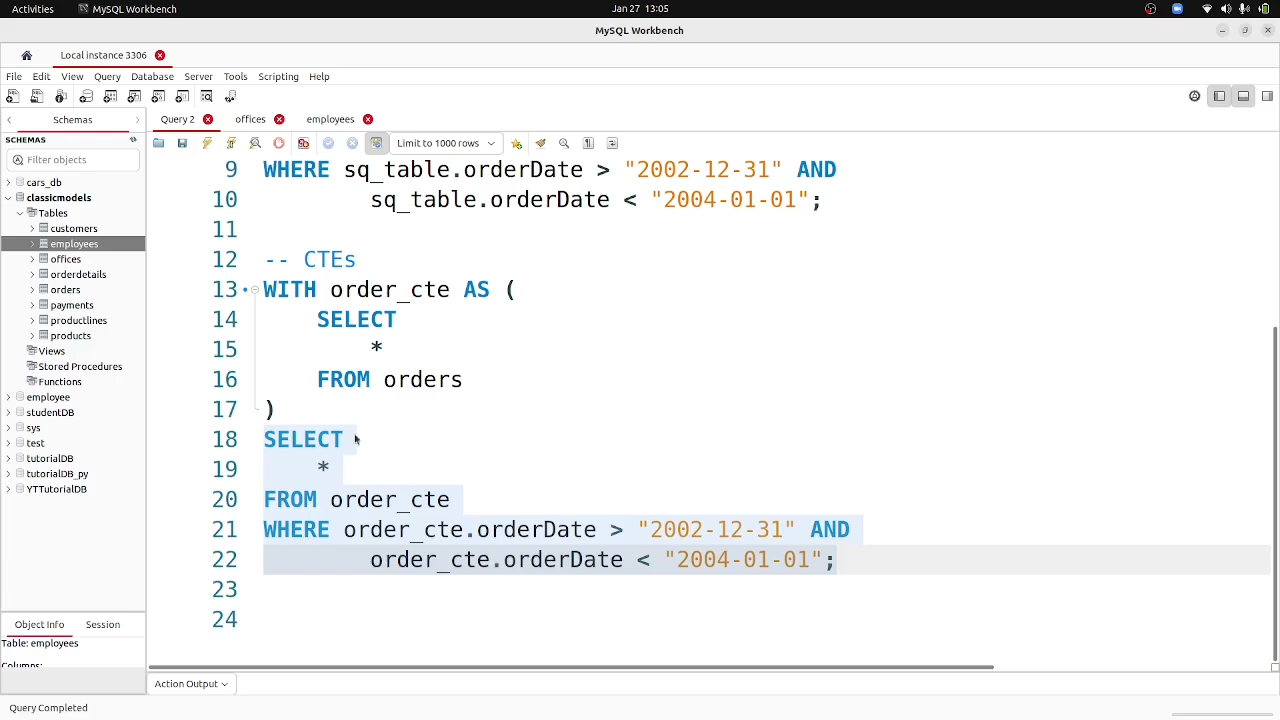 Activities MySQL Workbench Jan 27 13:05
MySQL Workbench
Local instance 3306
File Edit View Query Database Server Tools Scripting Help
Schemas Query 2 offices employees
SCHEMAS
Limit to 1000 rows
Filter objects
cars_db
classicmodels
Tables
customers
employees
offices
orderdetails
orders
payments
productlines
products
Views
Stored Procedures
Functions
employee
studentDB
sys
test
tutorialDB
tutorialDB_py
YTTutorialDB
9 WHERE sq_table.orderDate > "2002-12-31" AND
10 sq_table.orderDate < "2004-01-01";
11
12 -- CTEs
13 WITH order_cte AS (
14 SELECT
15 *
16 FROM orders
17 )
18 SELECT
19 *
20 FROM order_cte
21 WHERE order_cte.orderDate > "2002-12-31" AND
22 order_cte.orderDate < "2004-01-01";
23
24
Object Info Session
Table: employees
Columns:
Action Output
Query Completed